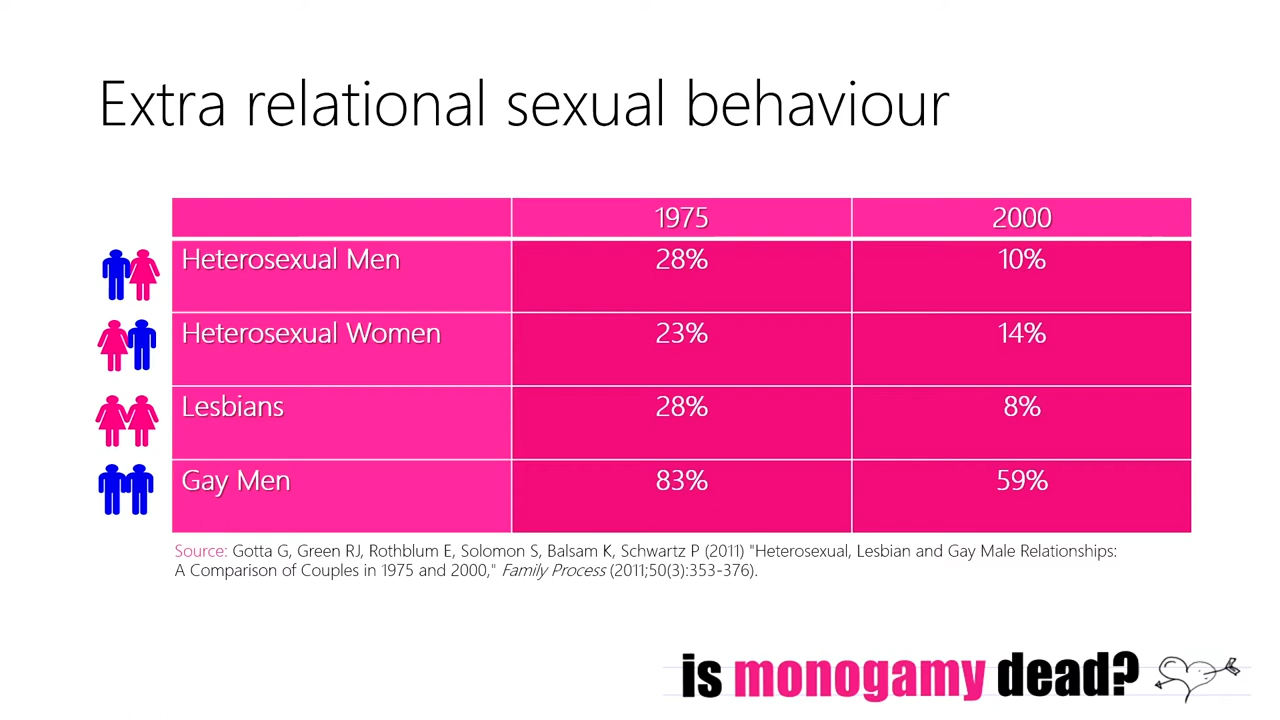 Extra relational sexual behaviour
1975 2000
Heterosexual Men 28% 10%
Heterosexual Women 23% 14%
Lesbians 28% 8%
Gay Men 83% 59%
Source: Gotta G, Green RJ, Rothblum E, Solomon S, Balsam K, Schwartz P (2011) "Heterosexual, Lesbian and Gay Male Relationships:
A Comparison of Couples in 1975 and 2000," Family Process (2011;50(3):353-376).
is monogamy dead?